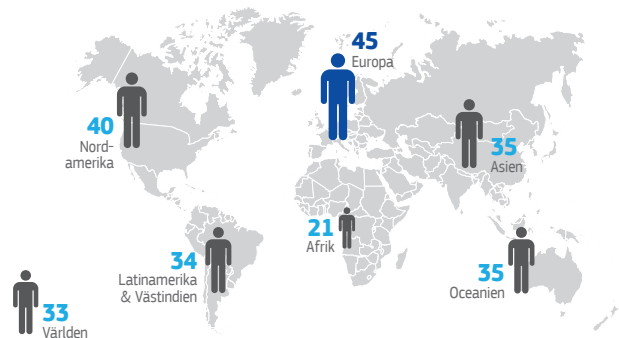 45
Europa
40
Nord-
amerika
35
Asien
21
Afrik
34
Latinamerika
& Västindien
35
Oceanien
33
Världen